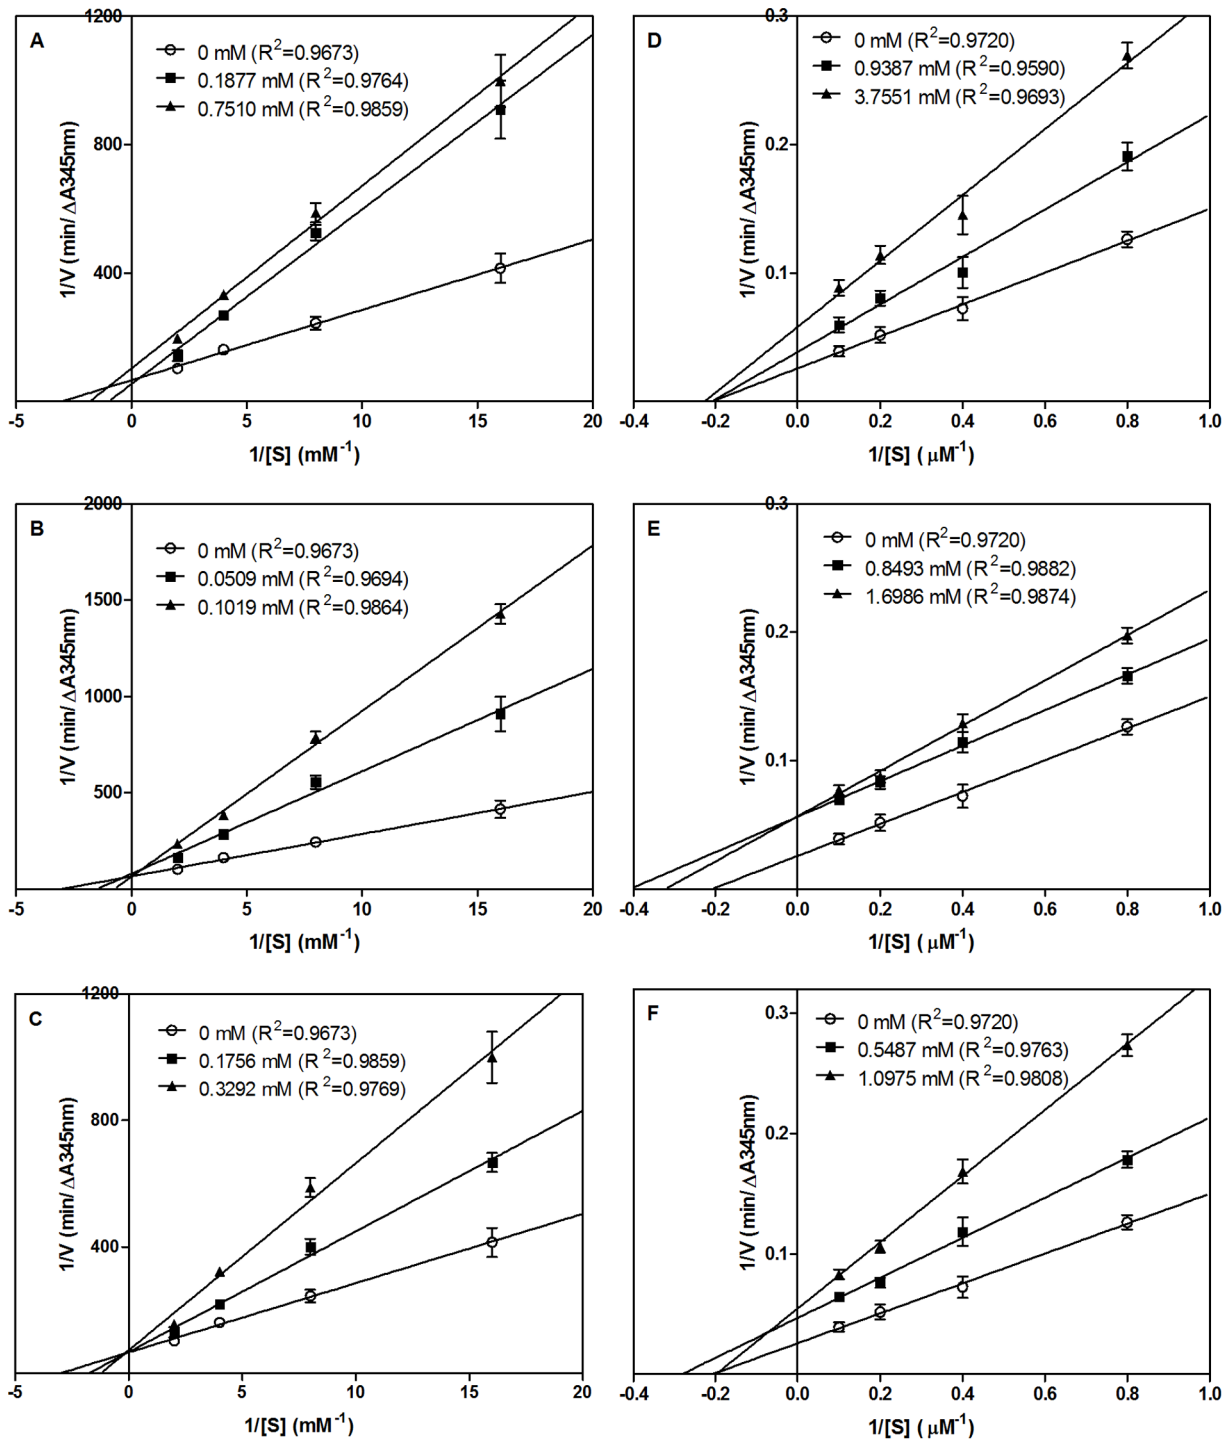 A
0 mM (R²=0.9673)
0.1877 mM (R²=0.9764)
0.7510 mM (R²=0.9859)
1200
800
400
1/V (min/ΔA345nm)
-5 0 5 10 15 20
1/[S] (mM⁻¹)
D
0 mM (R²=0.9720)
0.9387 mM (R²=0.9590)
3.7551 mM (R²=0.9693)
0.3
0.2
0.1
1/V (min/ΔA345nm)
-0.4 -0.2 0.0 0.2 0.4 0.6 0.8 1.0
1/[S] ( μM⁻¹)
B
0 mM (R²=0.9673)
0.0509 mM (R²=0.9694)
0.1019 mM (R²=0.9864)
2000
1500
1000
500
1/V (min/ΔA345nm)
-5 0 5 10 15 20
1/[S] (mM⁻¹)
E
0 mM (R²=0.9720)
0.8493 mM (R²=0.9882)
1.6986 mM (R²=0.9874)
0.3
0.2
0.1
1/V (min/ΔA345nm)
-0.4 -0.2 0.0 0.2 0.4 0.6 0.8 1.0
1/[S] (μM⁻¹)
C
0 mM (R²=0.9673)
0.1756 mM (R²=0.9859)
0.3292 mM (R²=0.9769)
1200
800
400
1/V (min/ΔA345nm)
-5 0 5 10 15 20
1/[S] (mM⁻¹)
F
0 mM (R²=0.9720)
0.5487 mM (R²=0.9763)
1.0975 mM (R²=0.9808)
0.3
0.2
0.1
1/V (min/ΔA345nm)
-0.4 -0.2 0.0 0.2 0.4 0.6 0.8 1.0
1/[S] (μM⁻¹)